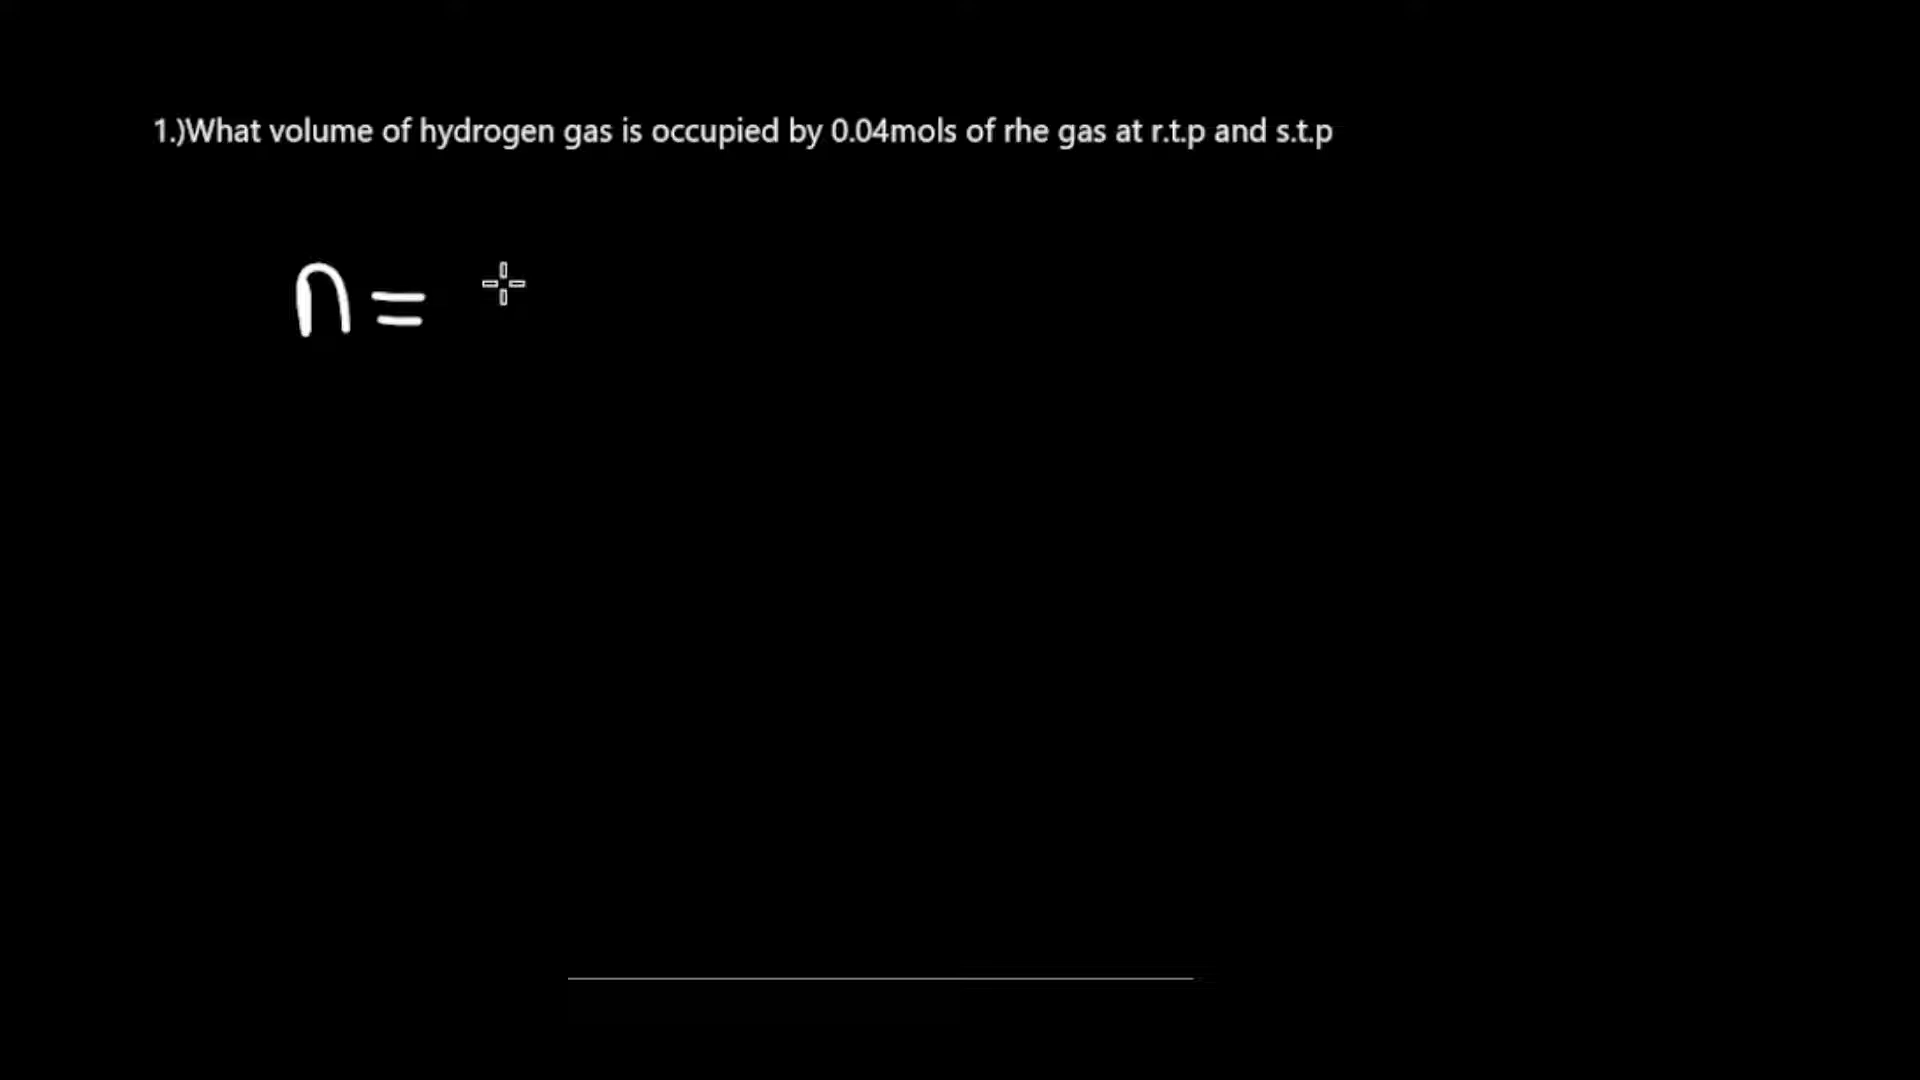 1.)What volume of hydrogen gas is occupied by 0.04mols of rhe gas at r.t.p and s.t.p
n =